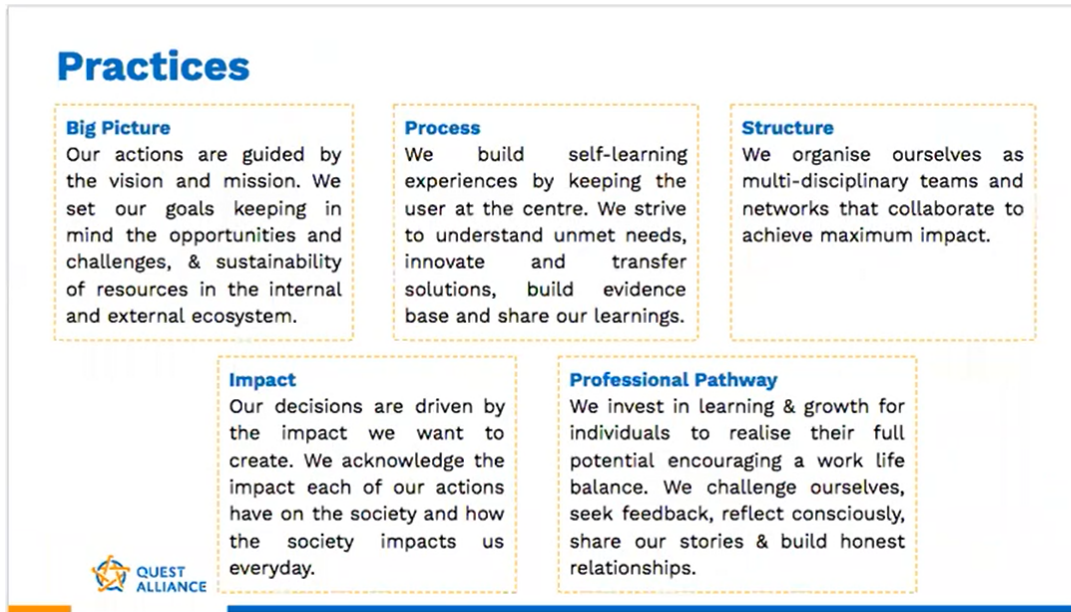 Practices
Big Picture
Our actions are guided by
the vision and mission. We
set our goals keeping in
mind the opportunities and
challenges, & sustainability
of resources in the internal
and external ecosystem.
Process
We build self-learning
experiences by keeping the
user at the centre. We strive
to understand unmet needs,
innovate and transfer
solutions, build evidence
base and share our learnings.
Structure
We organise ourselves as
multi-disciplinary teams and
networks that collaborate to
achieve maximum impact.
Impact
Our decisions are driven by
the impact we want to
create. We acknowledge the
impact each of our actions
have on the society and how
the society impacts us
everyday.
Professional Pathway
We invest in learning & growth for
individuals to realise their full
potential encouraging a work life
balance. We challenge ourselves,
seek feedback, reflect consciously,
share our stories & build honest
relationships.
QUEST
ALLIANCE